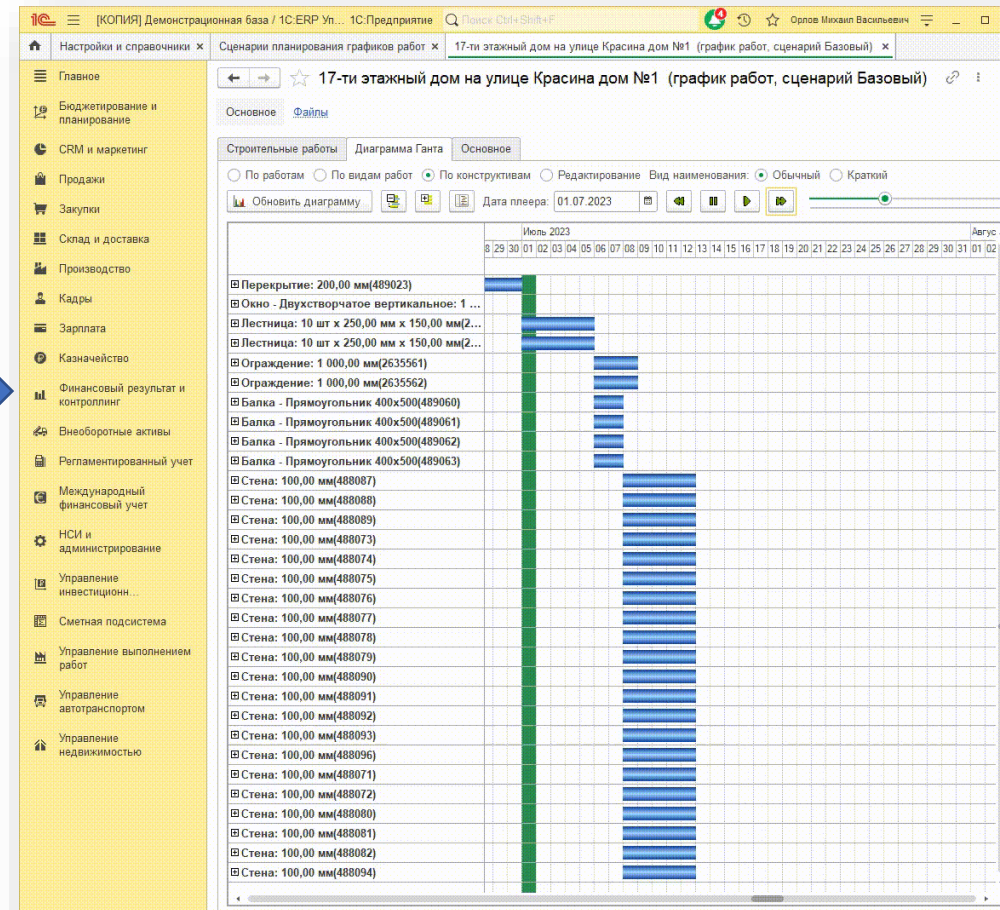 1С [КОПИЯ] Демонстрационная база / 1С:ERP Уп... 1С:Предприятие Поиск Ctrl+Shift+F 4 Орлов Михаил Васильевич
Настройки и справочники × Сценарии планирования графиков работ × 17-ти этажный дом на улице Красина дом №1 (график работ, сценарий Базовый) ×
Главное
Бюджетирование и
планирование
CRM и маркетинг
Продажи
Закупки
Склад и доставка
Производство
Кадры
Зарплата
Казначейство
Финансовый результат и
контроллинг
Внеоборотные активы
Регламентированный учет
Международный
финансовый учет
НСИ и
администрирование
Управление
инвестиционн...
Сметная подсистема
Управление выполнением
работ
Управление
автотранспортом
Управление
недвижимостью
17-ти этажный дом на улице Красина дом №1 (график работ, сценарий Базовый)
Основное Файлы
Строительные работы Диаграмма Ганта Основное
По работам По видам работ По конструктивам Редактирование Вид наименования: Обычный Краткий
Обновить диаграмму Дата плеера: 01.07.2023
Июль 2023 Авгус
8 29 30 01 02 03 04 05 06 07 08 09 10 11 12 13 14 15 16 17 18 19 20 21 22 23 24 25 26 27 28 29 30 31 01 02
Перекрытие: 200,00 мм(489023)
Окно - Двухстворчатое вертикальное: 1 ...
Лестница: 10 шт x 250,00 мм x 150,00 мм(2...
Лестница: 10 шт x 250,00 мм x 150,00 мм(2...
Ограждение: 1 000,00 мм(2635561)
Ограждение: 1 000,00 мм(2635562)
Балка - Прямоугольник 400x500(489060)
Балка - Прямоугольник 400x500(489061)
Балка - Прямоугольник 400x500(489062)
Балка - Прямоугольник 400x500(489063)
Стена: 100,00 мм(488087)
Стена: 100,00 мм(488088)
Стена: 100,00 мм(488089)
Стена: 100,00 мм(488073)
Стена: 100,00 мм(488074)
Стена: 100,00 мм(488075)
Стена: 100,00 мм(488076)
Стена: 100,00 мм(488077)
Стена: 100,00 мм(488078)
Стена: 100,00 мм(488079)
Стена: 100,00 мм(488090)
Стена: 100,00 мм(488091)
Стена: 100,00 мм(488092)
Стена: 100,00 мм(488093)
Стена: 100,00 мм(488096)
Стена: 100,00 мм(488071)
Стена: 100,00 мм(488072)
Стена: 100,00 мм(488080)
Стена: 100,00 мм(488081)
Стена: 100,00 мм(488082)
Стена: 100,00 мм(488094)